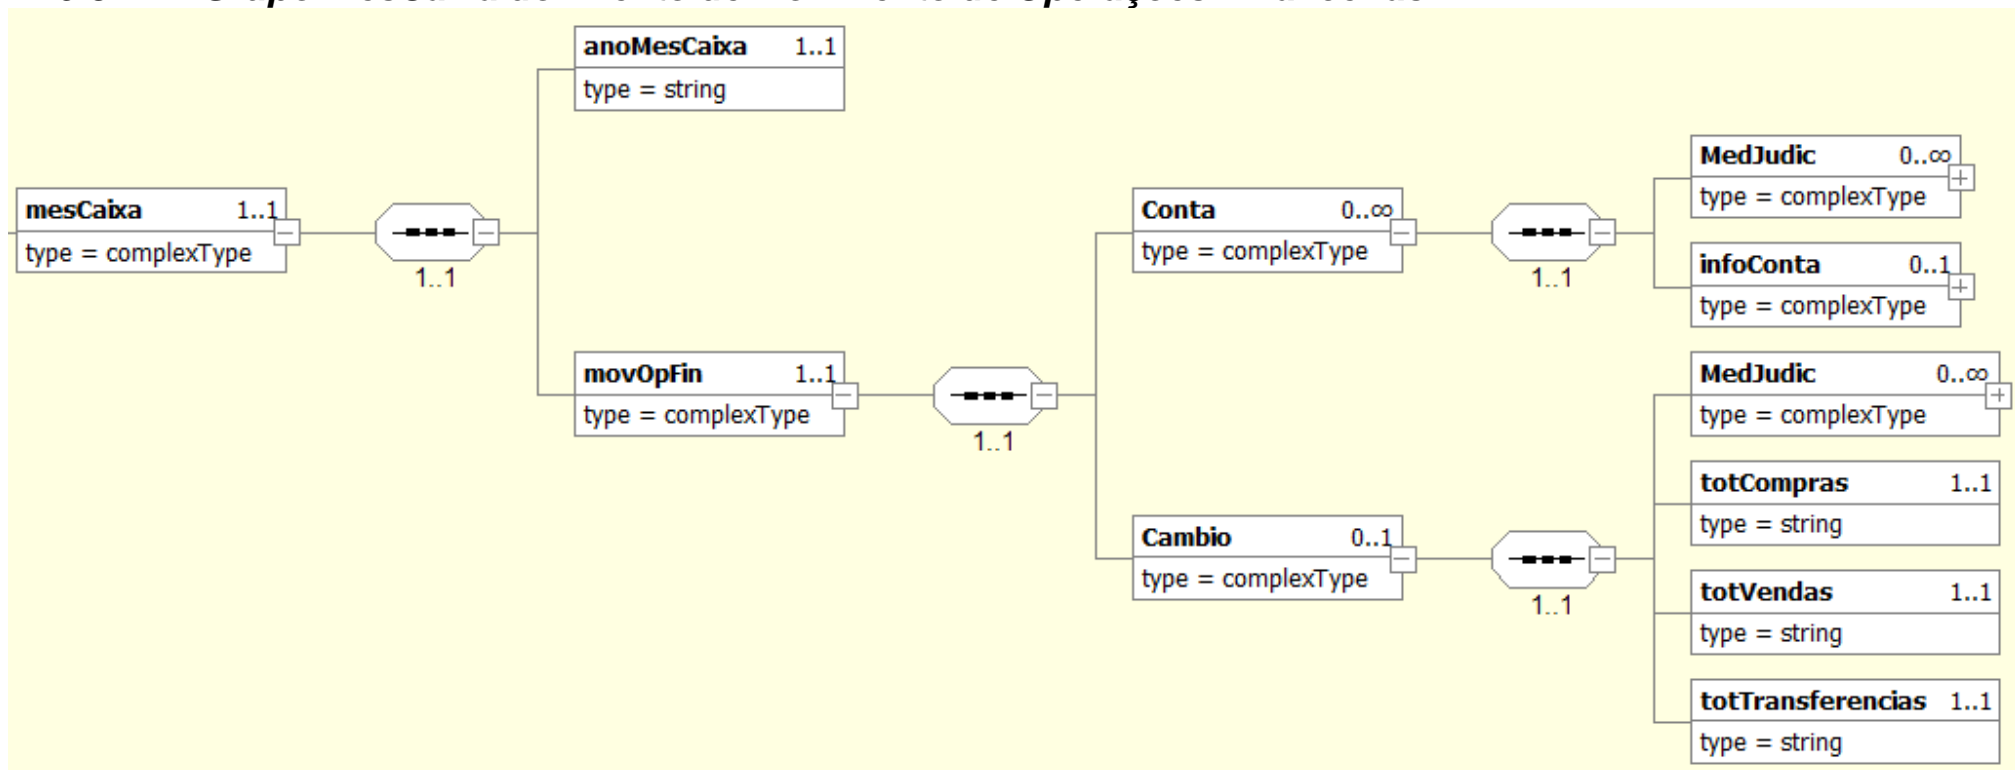 anoMesCaixa 1..1
type = string
mesCaixa 1..1
type = complexType
1..1
movOpFin 1..1
type = complexType
1..1
Conta 0..∞
type = complexType
1..1
MedJudic 0..∞
type = complexType
infoConta 0..1
type = complexType
Cambio 0..1
type = complexType
1..1
MedJudic 0..∞
type = complexType
totCompras 1..1
type = string
totVendas 1..1
type = string
totTransferencias 1..1
type = string